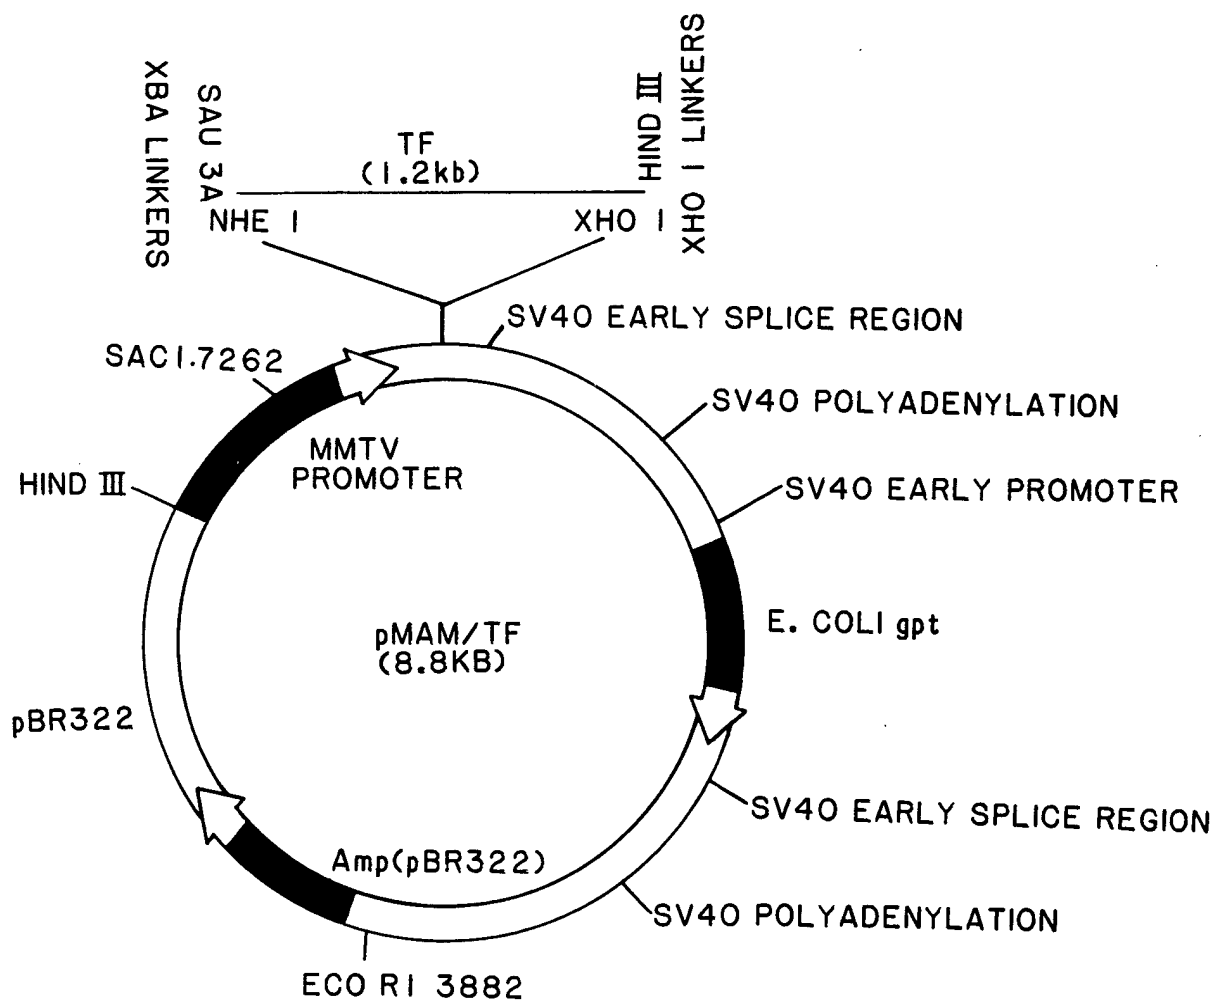 XBA LINKERS
SAU 3A
TF
(1.2kb)
HIND III
XHO I LINKERS
NHE I
XHO I
SV40 EARLY SPLICE REGION
SAC I.7262
SV40 POLYADENYLATION
MMTV
PROMOTER
HIND III
SV40 EARLY PROMOTER
E. COLI gpt
pMAM/TF
(8.8KB)
pBR322
SV40 EARLY SPLICE REGION
Amp(pBR322)
SV40 POLYADENYLATION
ECO RI 3882